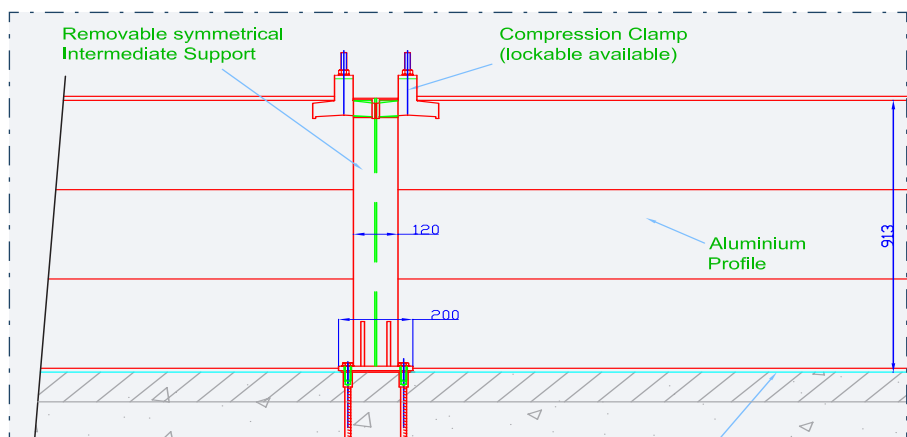 Removable symmetrical
Intermediate Support
Compression Clamp
(lockable available)
120
913
Aluminium
Profile
200